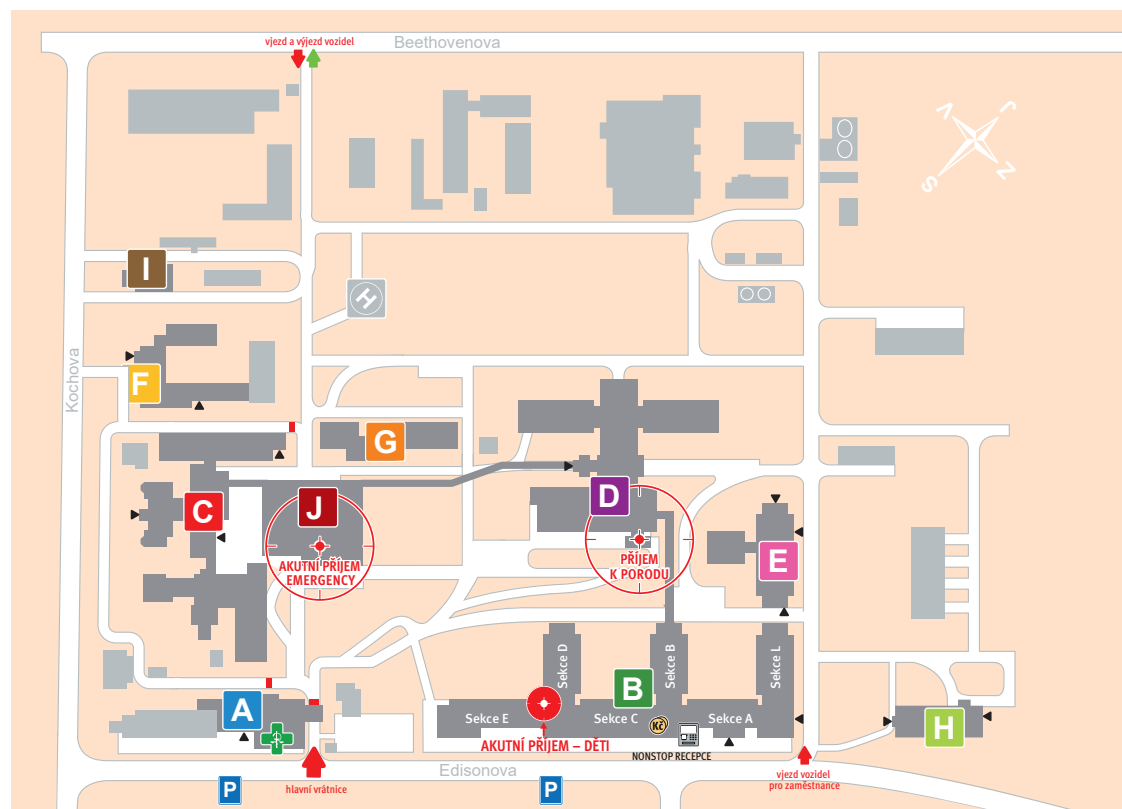 vjezd a výjezd vozidel
Beethovenova
J
V
Z
S
I
H
Kochova
F
G
C
J
D
AKUTNÍ PŘÍJEM
EMERGENCY
PŘÍJEM
K PORODU
E
Sekce D
Sekce B
Sekce L
A
B
H
Sekce E
Sekce C
Kč
Sekce A
AKUTNÍ PŘÍJEM – DĚTI
NONSTOP RECEPCE
Edisonova
P
P
hlavní vrátnice
vjezd vozidel
pro zaměstnance